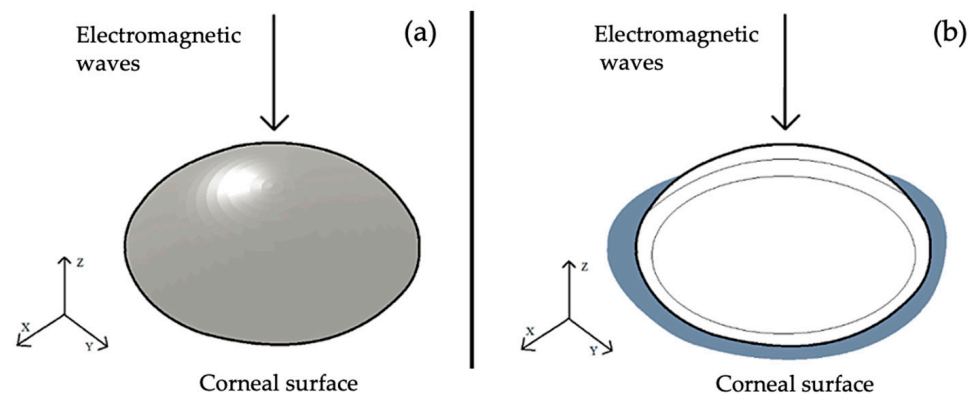 Electromagnetic
waves
(a)
Z
X
Y
Corneal surface
Electromagnetic
waves
(b)
Z
X
Y
Corneal surface